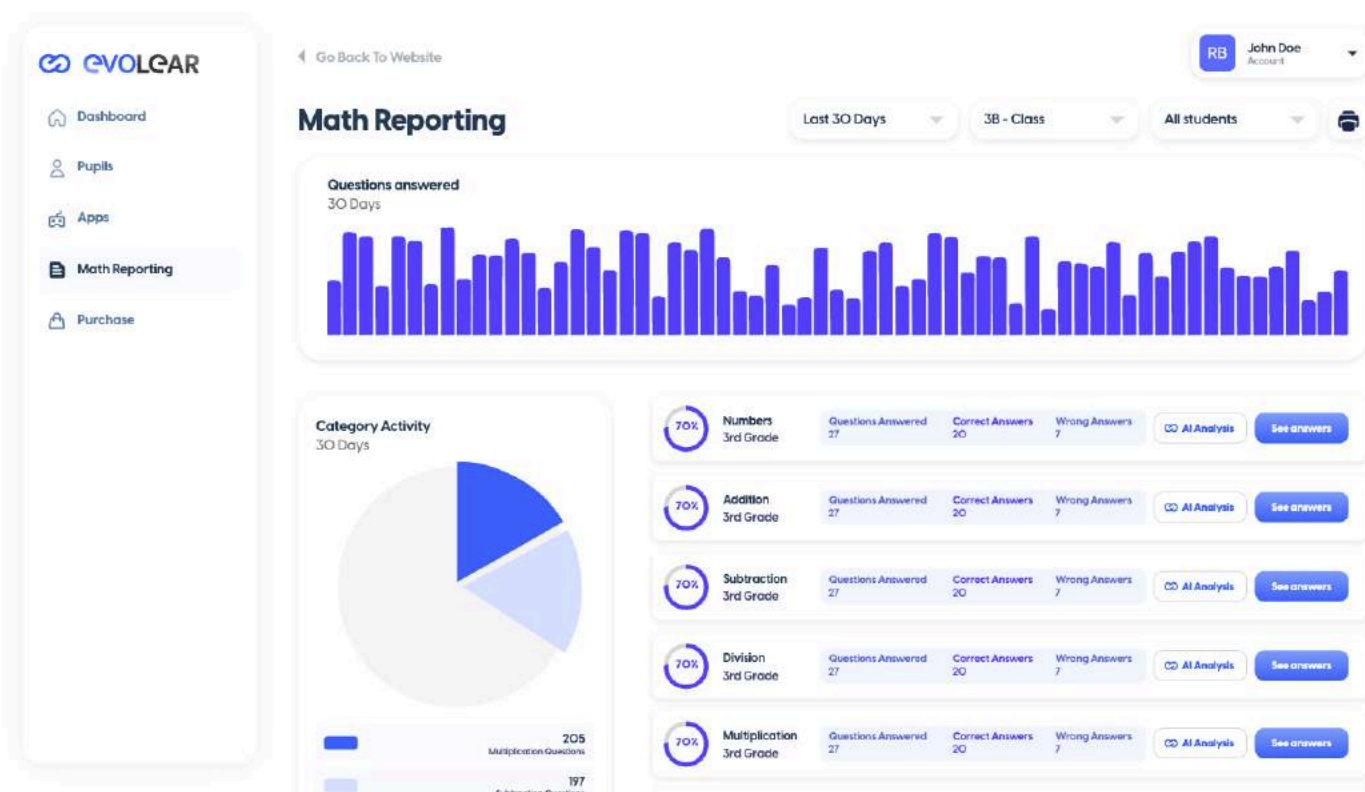 evoLeAR
Dashboard
Pupils
Apps
Math Reporting
Purchase
Go Back To Website
RB
John Doe
Account
Math Reporting
Last 30 Days
3B - Class
All students
Questions answered
30 Days
Category Activity
30 Days
205
Multiplication Questions
197
Subtraction Questions
70%
Numbers
3rd Grade
Questions Answered
27
Correct Answers
20
Wrong Answers
7
AI Analysis
See answers
70%
Addition
3rd Grade
Questions Answered
27
Correct Answers
20
Wrong Answers
7
AI Analysis
See answers
70%
Subtraction
3rd Grade
Questions Answered
27
Correct Answers
20
Wrong Answers
7
AI Analysis
See answers
70%
Division
3rd Grade
Questions Answered
27
Correct Answers
20
Wrong Answers
7
AI Analysis
See answers
70%
Multiplication
3rd Grade
Questions Answered
27
Correct Answers
20
Wrong Answers
7
AI Analysis
See answers